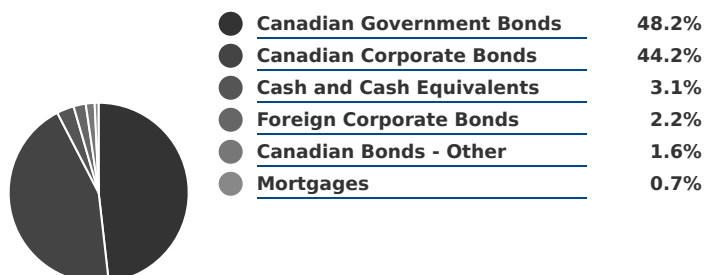 Canadian Government Bonds 48.2%
Canadian Corporate Bonds 44.2%
Cash and Cash Equivalents 3.1%
Foreign Corporate Bonds 2.2%
Canadian Bonds - Other 1.6%
Mortgages 0.7%